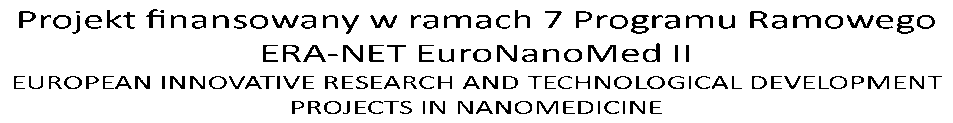 Projekt finansowany w ramach 7 Programu Ramowego
ERA-NET EuroNanoMed II
EUROPEAN INNOVATIVE RESEARCH AND TECHNOLOGICAL DEVELOPMENT
PROJECTS IN NANOMEDICINE